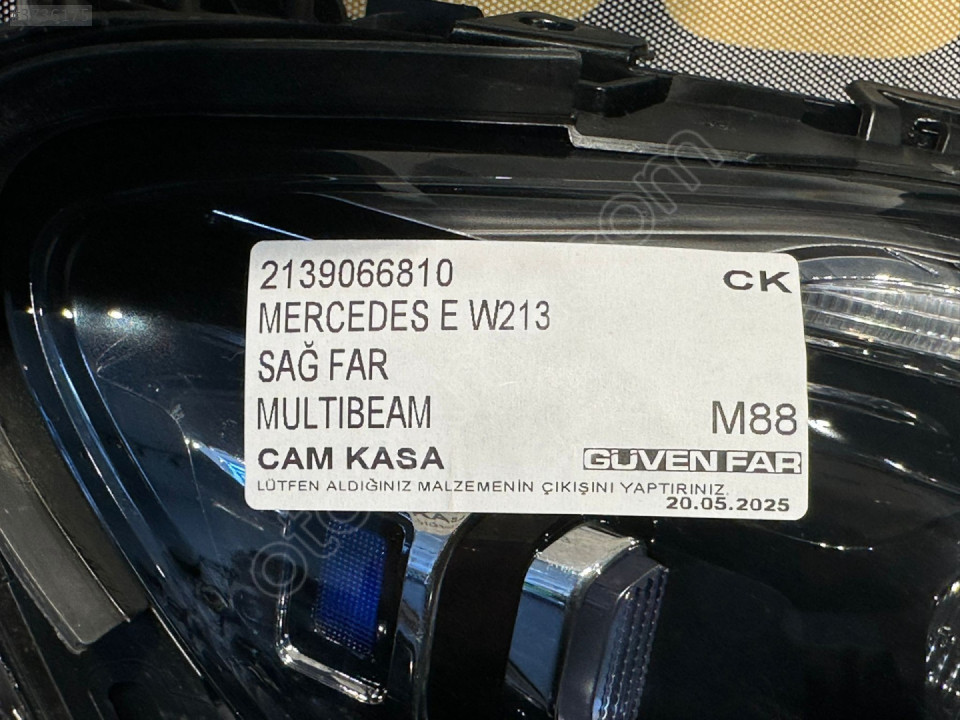 2139066810 CK
MERCEDES E W213
SAĞ FAR
MULTIBEAM M88
CAM KASA GÜVEN FAR
LÜTFEN ALDIĞINIZ MALZEMENİN ÇIKIŞINI YAPTIRINIZ.
20.05.2025